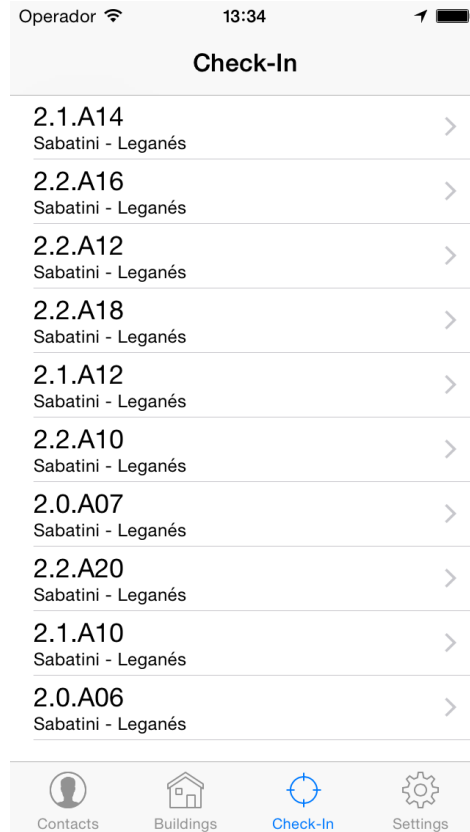 Operador 13:34
Check-In
2.1.A14
Sabatini - Leganés
2.2.A16
Sabatini - Leganés
2.2.A12
Sabatini - Leganés
2.2.A18
Sabatini - Leganés
2.1.A12
Sabatini - Leganés
2.2.A10
Sabatini - Leganés
2.0.A07
Sabatini - Leganés
2.2.A20
Sabatini - Leganés
2.1.A10
Sabatini - Leganés
2.0.A06
Sabatini - Leganés
Contacts Buildings Check-In Settings